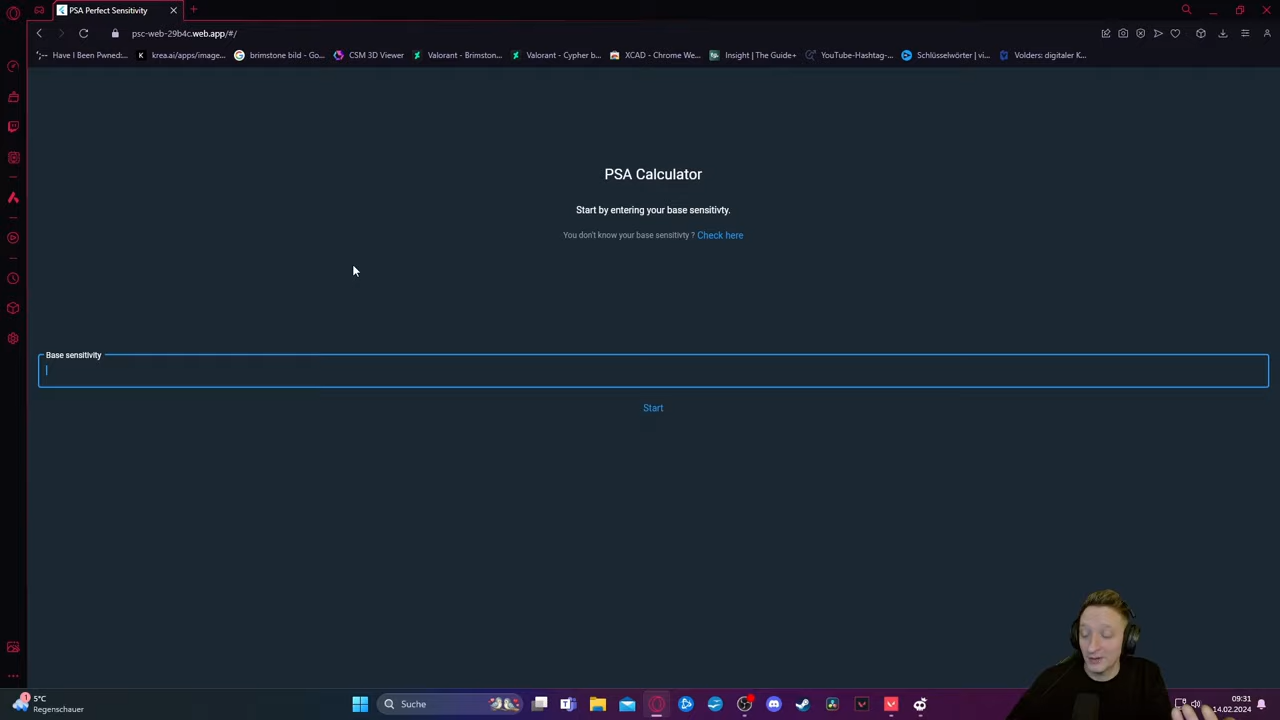 PSA Perfect Sensitivity
psc-web-29b4c.web.app/#/
Have I Been Pwned:...
krea.ai/apps/image...
brimstone bild - Go...
CSM 3D Viewer
Valorant - Brimston...
Valorant - Cypher b...
XCAD - Chrome We...
Insight | The Guide+
YouTube-Hashtag-...
Schlüsselwörter | vi...
Volders: digitaler K...
PSA Calculator
Start by entering your base sensitivty.
You don't know your base sensitivty ? Check here
Base sensitivity
Start
1
5°C
Regenschauer
Suche
09:31
14.02.2024